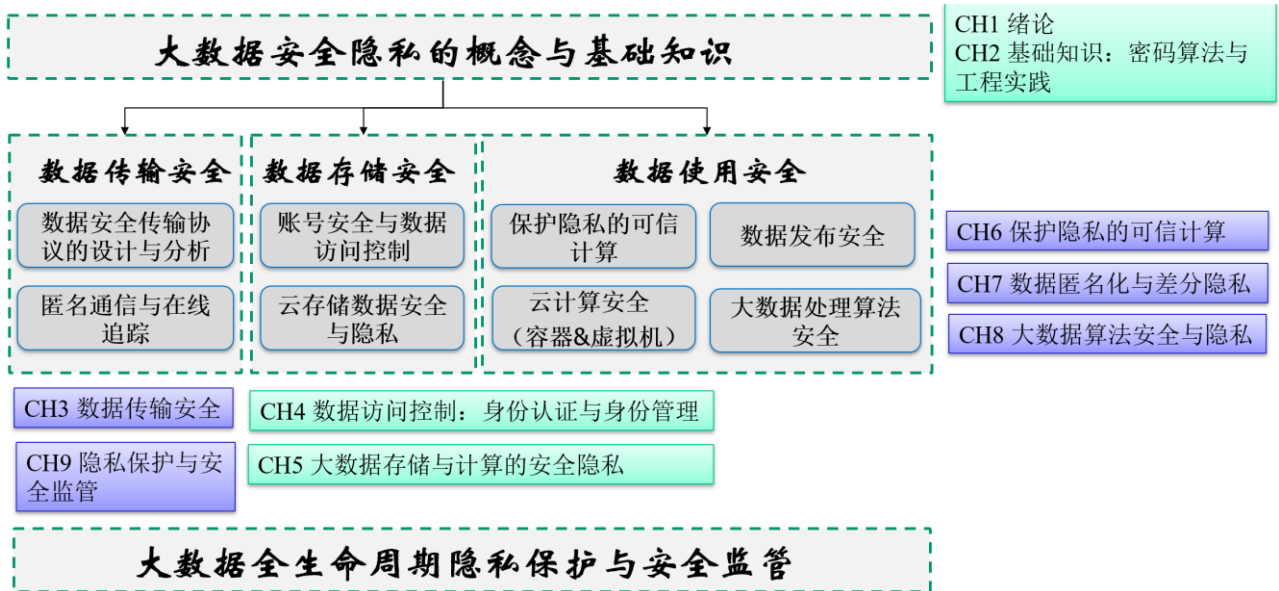 大数据安全隐私的概念与基础知识
CH1 绪论
CH2 基础知识：密码算法与
工程实践
数据传输安全
数据安全传输协
议的设计与分析
匿名通信与在线
追踪
数据存储安全
账号安全与数据
访问控制
云存储数据安全
与隐私
数据使用安全
保护隐私的可信
计算
数据发布安全
云计算安全
（容器&虚拟机）
大数据处理算法
安全
CH6 保护隐私的可信计算
CH7 数据匿名化与差分隐私
CH8 大数据算法安全与隐私
CH3 数据传输安全
CH4 数据访问控制：身份认证与身份管理
CH9 隐私保护与安
全监管
CH5 大数据存储与计算的安全隐私
大数据全生命周期隐私保护与安全监管